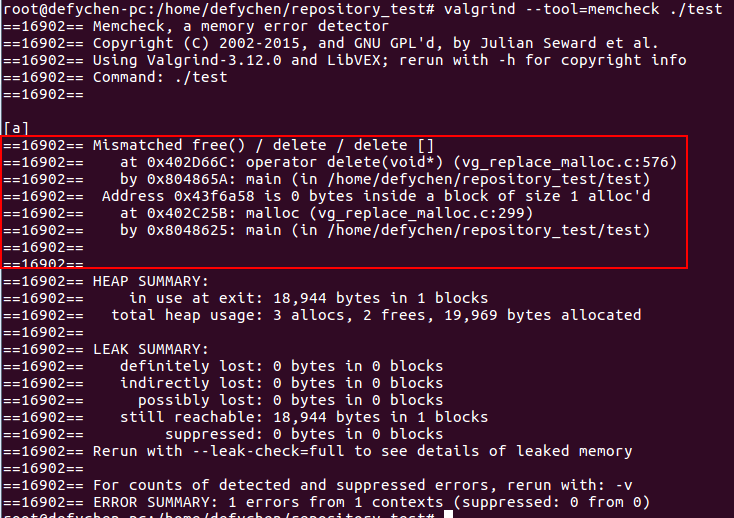 root@defychen-pc:/home/defychen/repository_test# valgrind --tool=memcheck ./test
==16902== Memcheck, a memory error detector
==16902== Copyright (C) 2002-2015, and GNU GPL'd, by Julian Seward et al.
==16902== Using Valgrind-3.12.0 and LibVEX; rerun with -h for copyright info
==16902== Command: ./test
==16902==
[a]
==16902== Mismatched free() / delete / delete []
==16902==    at 0x402D66C: operator delete(void*) (vg_replace_malloc.c:576)
==16902==    by 0x804865A: main (in /home/defychen/repository_test/test)
==16902==  Address 0x43f6a58 is 0 bytes inside a block of size 1 alloc'd
==16902==    at 0x402C25B: malloc (vg_replace_malloc.c:299)
==16902==    by 0x8048625: main (in /home/defychen/repository_test/test)
==16902==
==16902==
==16902== HEAP SUMMARY:
==16902==     in use at exit: 18,944 bytes in 1 blocks
==16902==   total heap usage: 3 allocs, 2 frees, 19,969 bytes allocated
==16902==
==16902== LEAK SUMMARY:
==16902==    definitely lost: 0 bytes in 0 blocks
==16902==    indirectly lost: 0 bytes in 0 blocks
==16902==      possibly lost: 0 bytes in 0 blocks
==16902==    still reachable: 18,944 bytes in 1 blocks
==16902==         suppressed: 0 bytes in 0 blocks
==16902== Rerun with --leak-check=full to see details of leaked memory
==16902==
==16902== For counts of detected and suppressed errors, rerun with: -v
==16902== ERROR SUMMARY: 1 errors from 1 contexts (suppressed: 0 from 0)
root@defychen-pc:/home/defychen/repository_test#